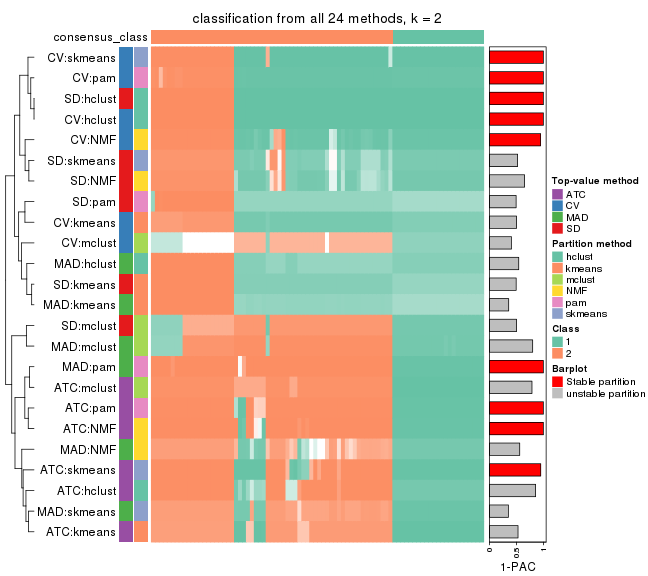 classification from all 24 methods, k = 2
consensus_class
CV:skmeans
CV:pam
SD:hclust
CV:hclust
CV:NMF
SD:skmeans
SD:NMF
SD:pam
CV:kmeans
CV:mclust
MAD:hclust
SD:kmeans
MAD:kmeans
SD:mclust
MAD:mclust
MAD:pam
ATC:mclust
ATC:pam
ATC:NMF
MAD:NMF
ATC:skmeans
ATC:hclust
MAD:skmeans
ATC:kmeans
0
0.5
1
1-PAC
Top-value method
ATC
CV
MAD
SD
Partition method
hclust
kmeans
mclust
NMF
pam
skmeans
Class
1
2
Barplot
Stable partition
unstable partition